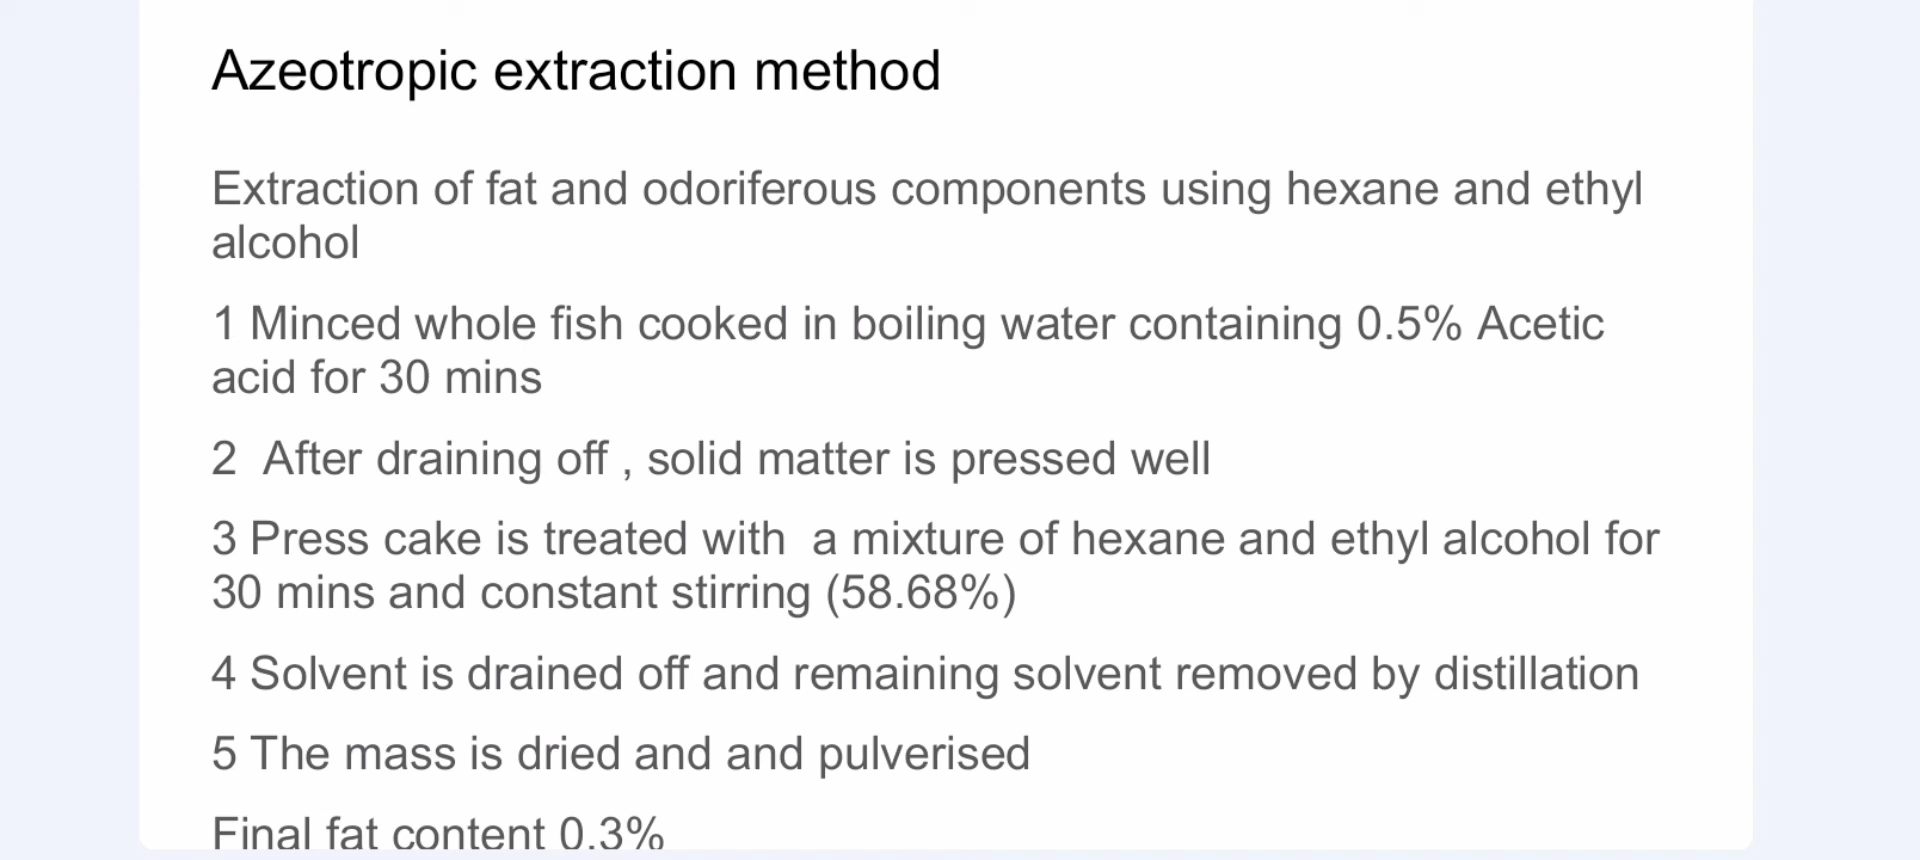 Azeotropic extraction method
Extraction of fat and odoriferous components using hexane and ethyl
alcohol
1 Minced whole fish cooked in boiling water containing 0.5% Acetic
acid for 30 mins
2  After draining off , solid matter is pressed well
3 Press cake is treated with  a mixture of hexane and ethyl alcohol for
30 mins and constant stirring (58.68%)
4 Solvent is drained off and remaining solvent removed by distillation
5 The mass is dried and and pulverised
Final fat content 0.3%